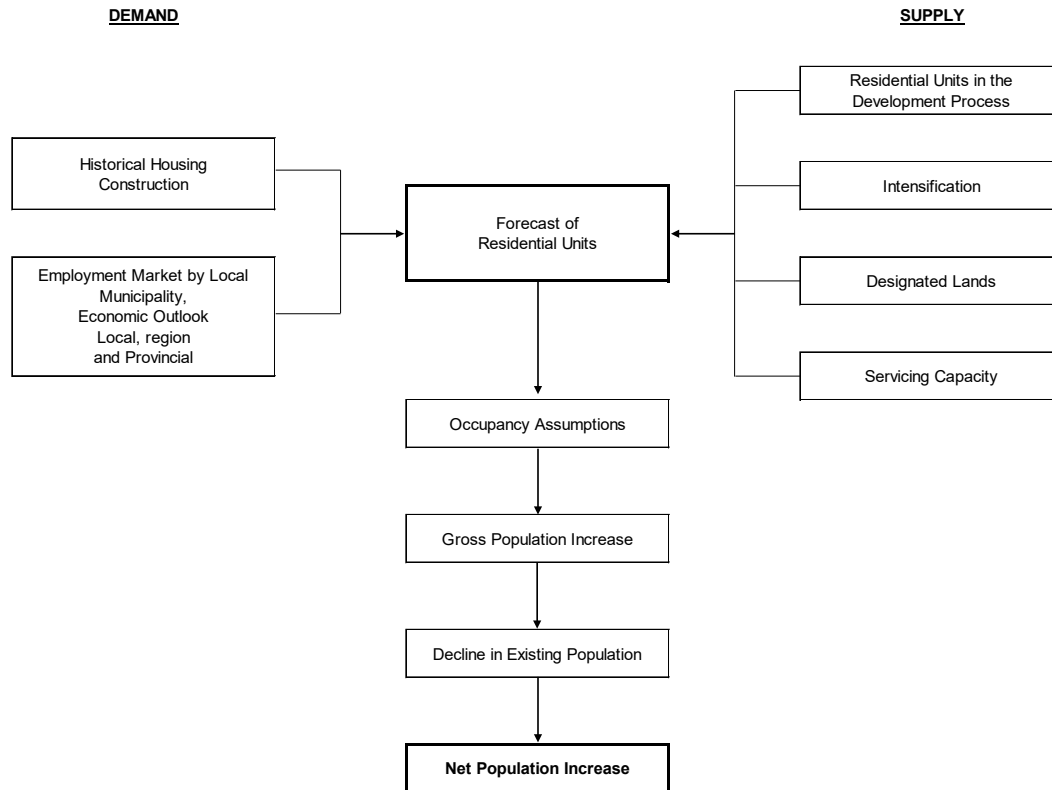 DEMAND
SUPPLY
Residential Units in the
Development Process
Historical Housing
Construction
Intensification
Forecast of
Residential Units
Employment Market by Local
Municipality,
Economic Outlook
Local, region
and Provincial
Designated Lands
Servicing Capacity
Occupancy Assumptions
Gross Population Increase
Decline in Existing Population
Net Population Increase